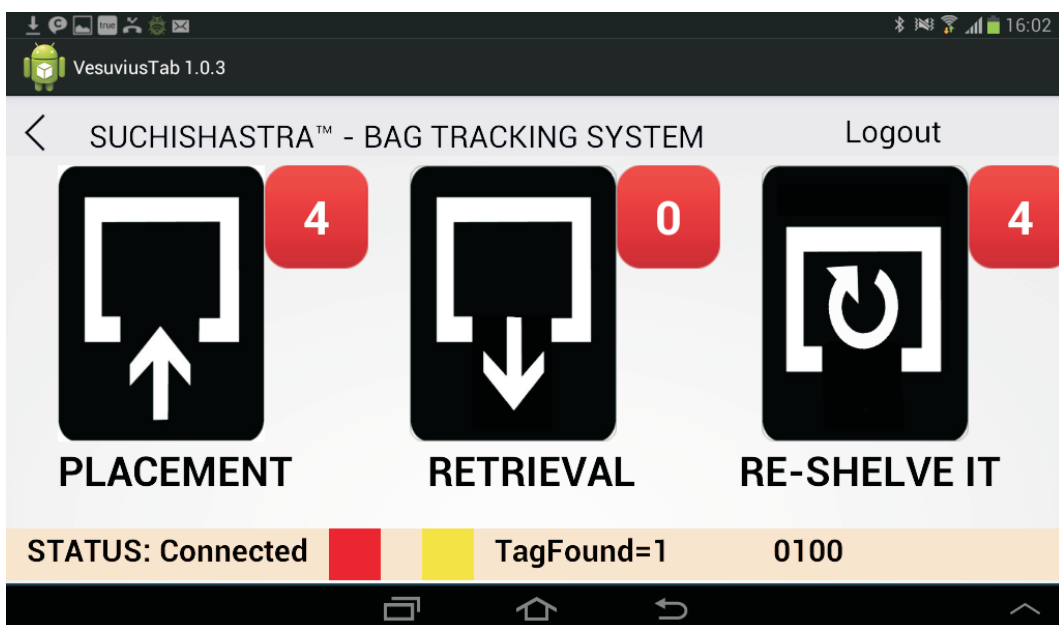 true 16:02
VesuviusTab 1.0.3
SUCHISHASTRA™ - BAG TRACKING SYSTEM Logout
4 0 4
PLACEMENT RETRIEVAL RE-SHELVE IT
STATUS: Connected TagFound=1 0100